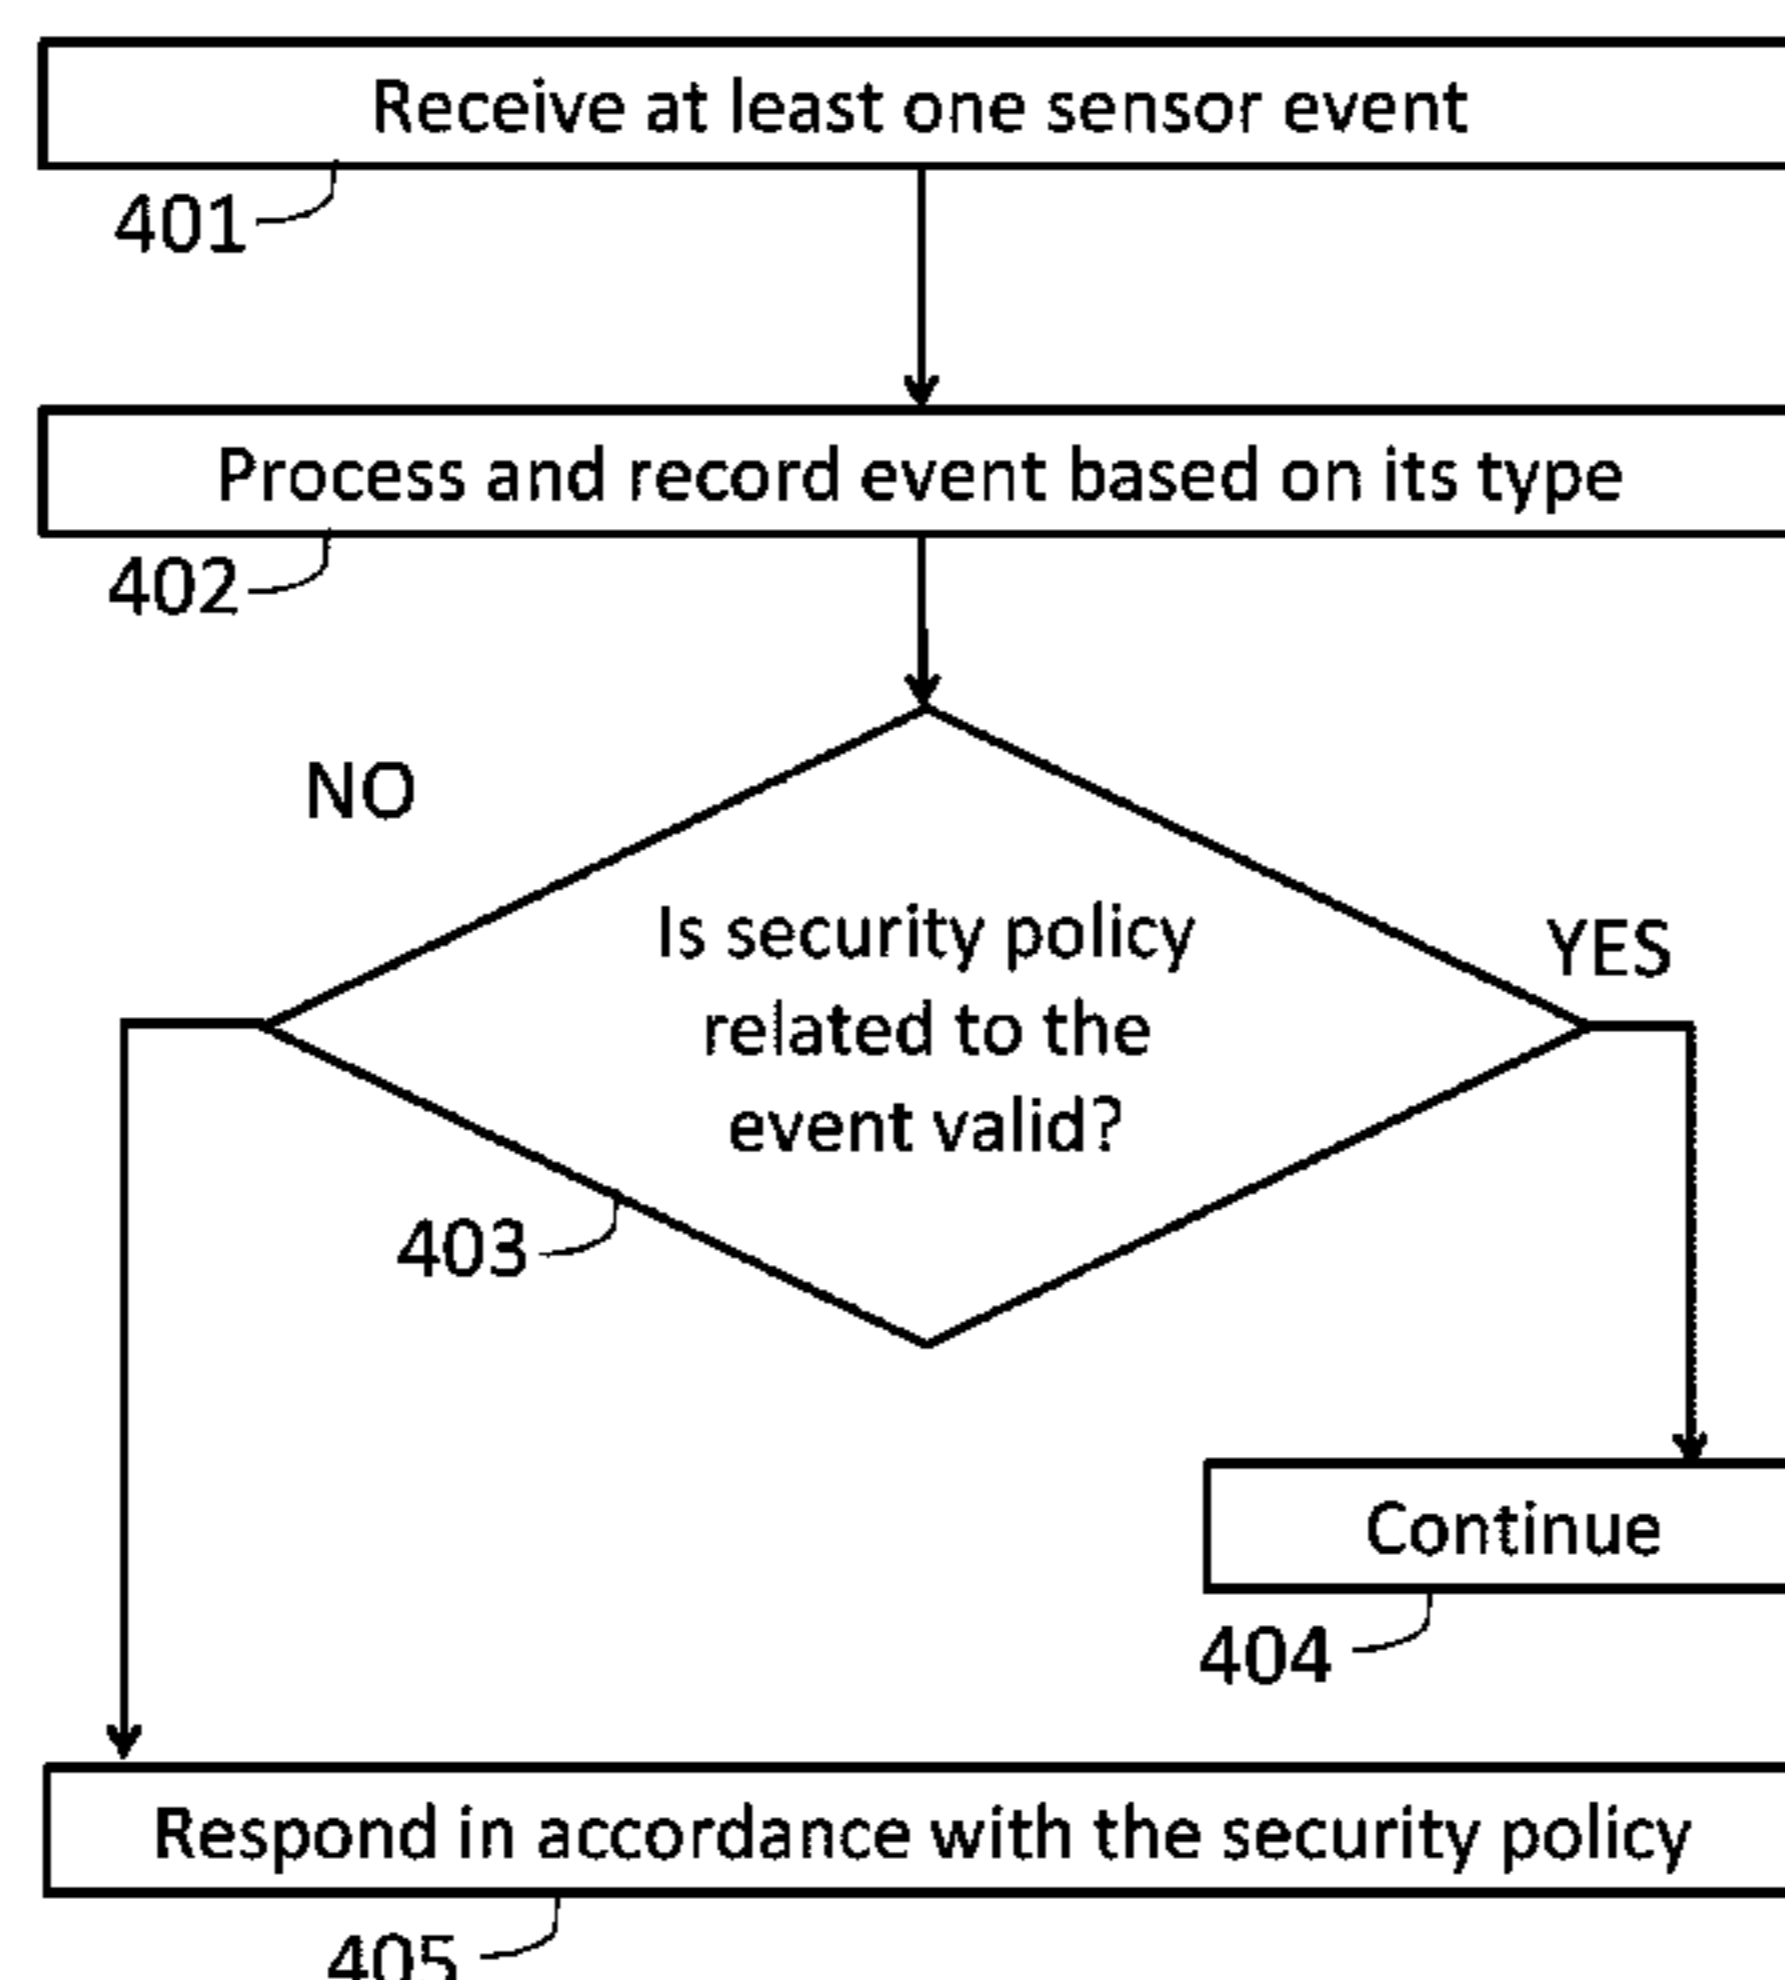 Receive at least one sensor event
401
Process and record event based on its type
402
NO
Is security policy
YES
related to the
event valid?
403
Continue
404
Respond in accordance with the security policy
405